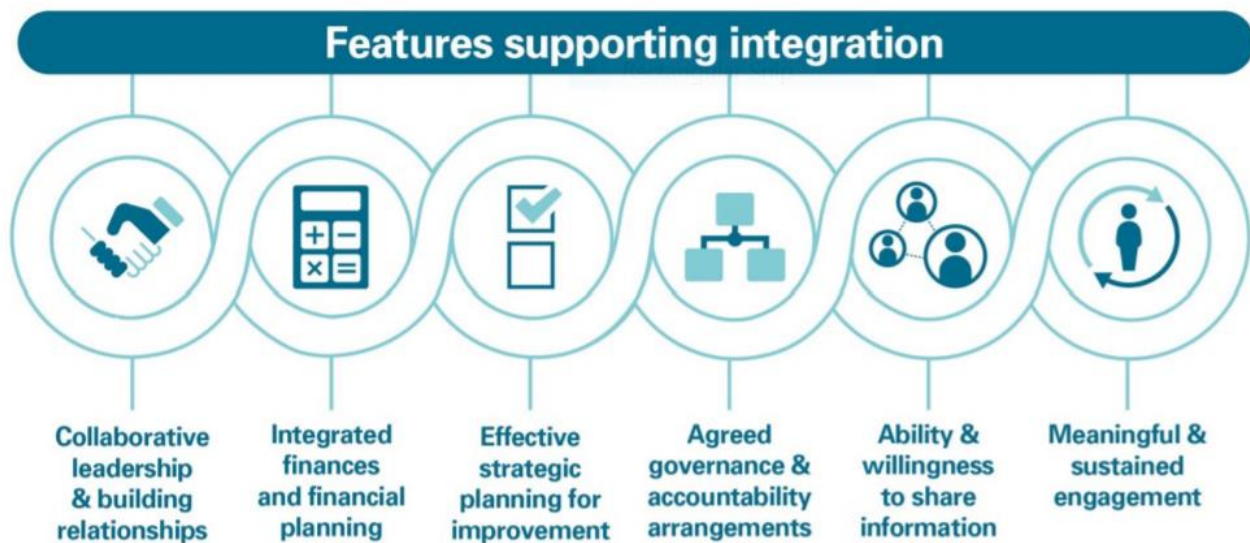 Features supporting integration
Collaborative
leadership
& building
relationships
Integrated
finances
and financial
planning
Effective
strategic
planning for
improvement
Agreed
governance &
accountability
arrangements
Ability &
willingness
to share
information
Meaningful &
sustained
engagement